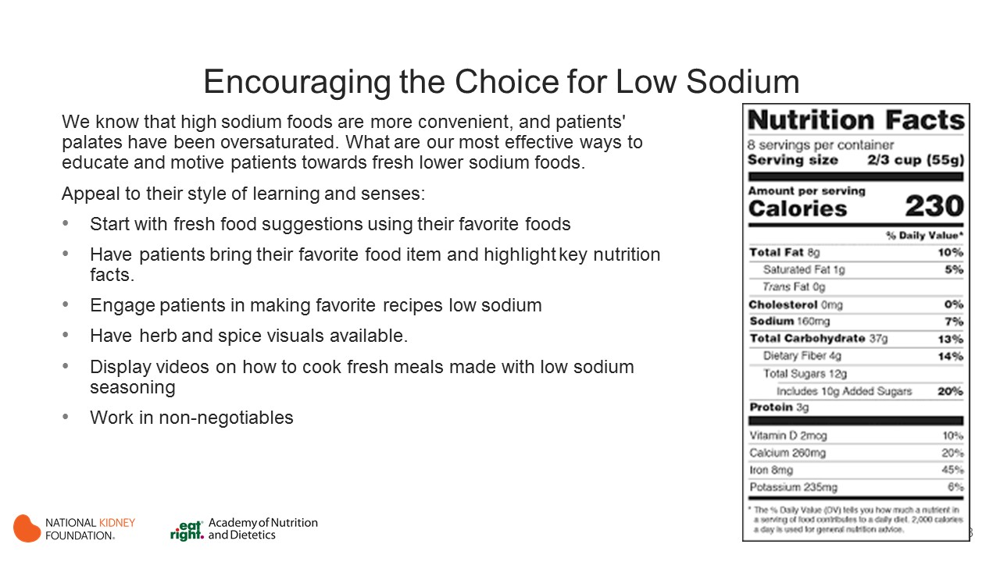 Encouraging the Choice for Low Sodium
We know that high sodium foods are more convenient, and patients'
palates have been oversaturated. What are our most effective ways to
educate and motive patients towards fresh lower sodium foods.
Appeal to their style of learning and senses:
• Start with fresh food suggestions using their favorite foods
• Have patients bring their favorite food item and highlight key nutrition
facts.
• Engage patients in making favorite recipes low sodium
• Have herb and spice visuals available.
• Display videos on how to cook fresh meals made with low sodium
seasoning
• Work in non-negotiables
Nutrition Facts
8 servings per container
Serving size 2/3 cup (55g)
Amount per serving
Calories 230
% Daily Value*
Total Fat 8g 10%
Saturated Fat 1g 5%
Trans Fat 0g
Cholesterol 0mg 0%
Sodium 160mg 7%
Total Carbohydrate 37g 13%
Dietary Fiber 4g 14%
Total Sugars 12g
Includes 10g Added Sugars 20%
Protein 3g
Vitamin D 2mcg 10%
Calcium 260mg 20%
Iron 8mg 45%
Potassium 235mg 6%
* The % Daily Value (DV) tells you how much a nutrient in
a serving of food contributes to a daily diet. 2,000 calories
a day is used for general nutrition advice.
NATIONAL KIDNEY
FOUNDATION®
eat
right.
Academy of Nutrition
and Dietetics